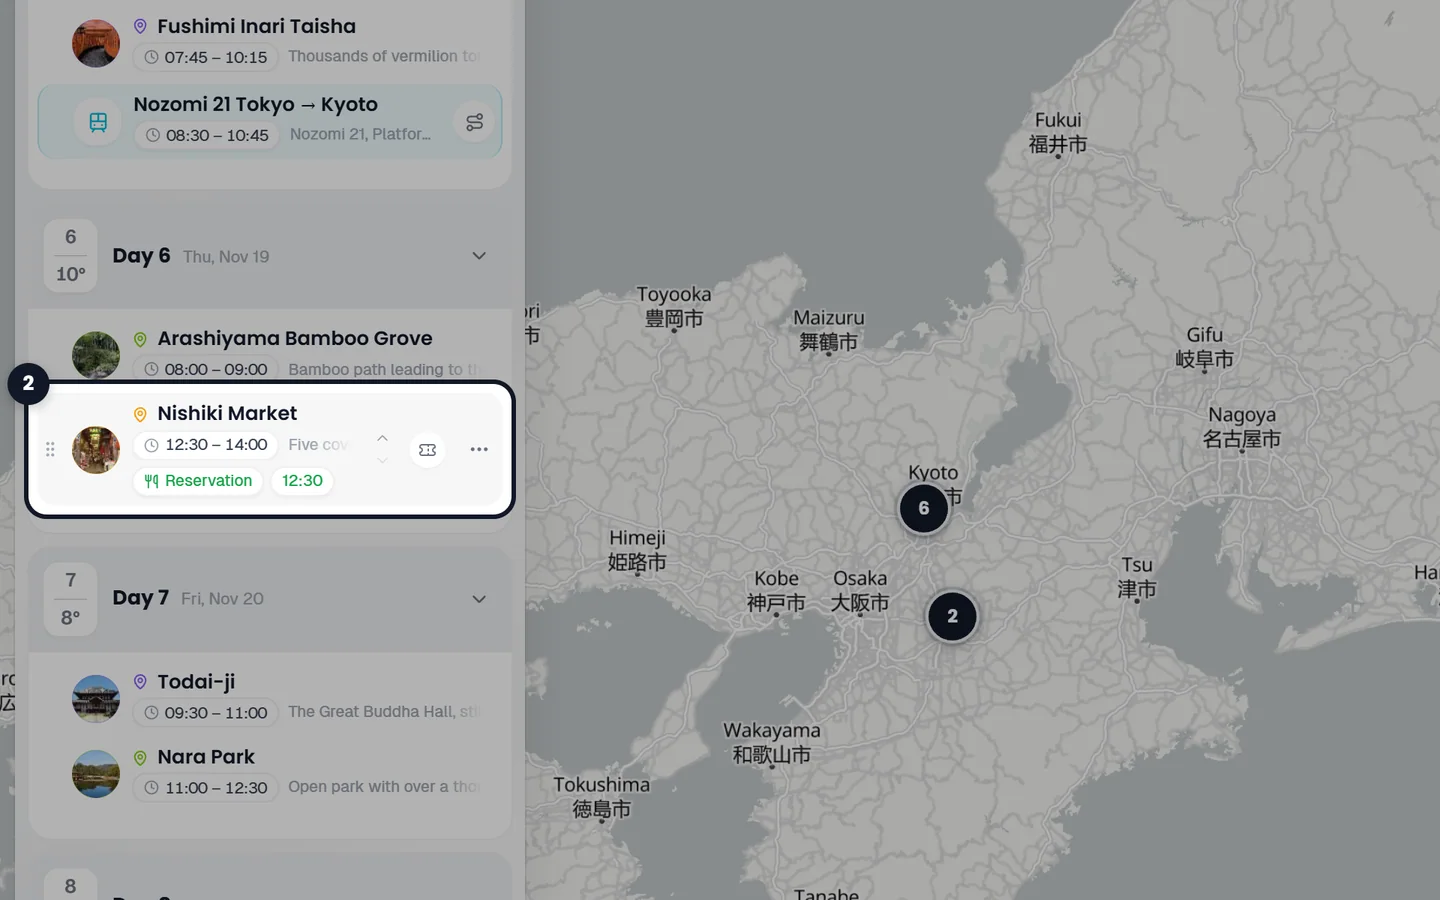 Fushimi Inari Taisha
07:45 – 10:15 Thousands of vermilion
Nozomi 21 Tokyo → Kyoto
08:30 – 10:45 Nozomi 21, Platfor...
6
10°
Day 6 Thu, Nov 19
Arashiyama Bamboo Grove
08:00 – 09:00 Bamboo path leading to
2
Nishiki Market
12:30 – 14:00 Five
Reservation 12:30
7
8°
Day 7 Fri, Nov 20
Todai-ji
09:30 – 11:00 The Great Buddha Hall,
Nara Park
11:00 – 12:30 Open park with over a
8
Fukui
福井市
Toyooka
豊岡市
Maizuru
舞鶴市
Gifu
岐阜市
Nagoya
名古屋市
Kyoto
市
6
Himeji
姫路市
Kobe
神戸市
Osaka
大阪市
Tsu
津市
2
Wakayama
和歌山市
Tokushima
徳島市
Tanabe